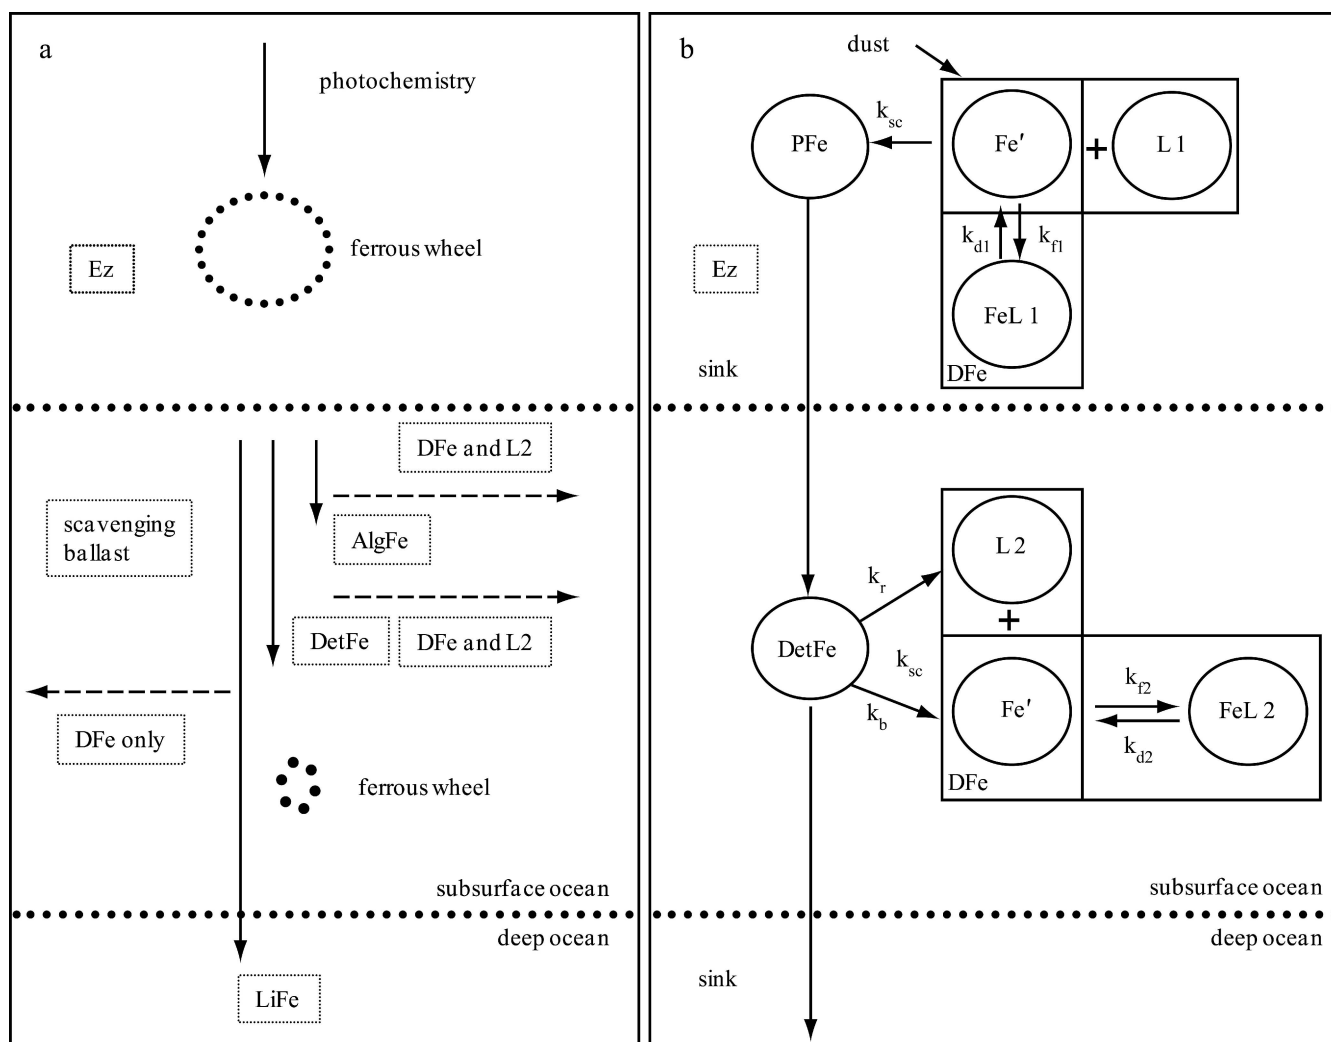 a
photochemistry
ferrous wheel
Ez
DFe and L2
scavenging
ballast
AlgFe
DetFe
DFe and L2
DFe only
ferrous wheel
subsurface ocean
deep ocean
LiFe
b
dust
PFe
ksc
Fe′
+
L 1
kd1
kf1
Ez
FeL 1
DFe
sink
L 2
kr
+
DetFe
ksc
kb
Fe′
kf2
kd2
FeL 2
DFe
subsurface ocean
deep ocean
sink